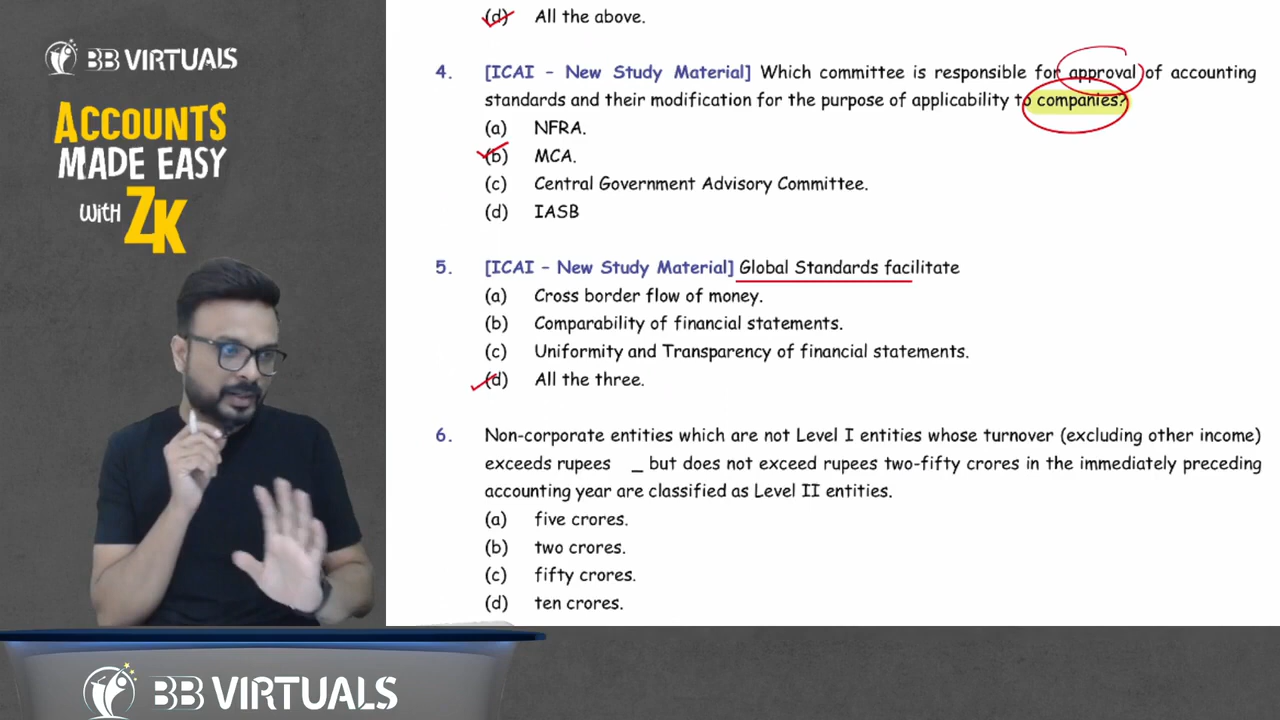 BB VIRTUALS
ACCOUNTS
MADE EASY
WITH ZK
(d) All the above.
4. [ICAI – New Study Material] Which committee is responsible for approval of accounting
standards and their modification for the purpose of applicability to companies?
(a) NFRA.
(b) MCA.
(c) Central Government Advisory Committee.
(d) IASB
5. [ICAI – New Study Material] Global Standards facilitate
(a) Cross border flow of money.
(b) Comparability of financial statements.
(c) Uniformity and Transparency of financial statements.
(d) All the three.
6. Non-corporate entities which are not Level I entities whose turnover (excluding other income)
exceeds rupees _ but does not exceed rupees two-fifty crores in the immediately preceding
accounting year are classified as Level II entities.
(a) five crores.
(b) two crores.
(c) fifty crores.
(d) ten crores.
BB VIRTUALS